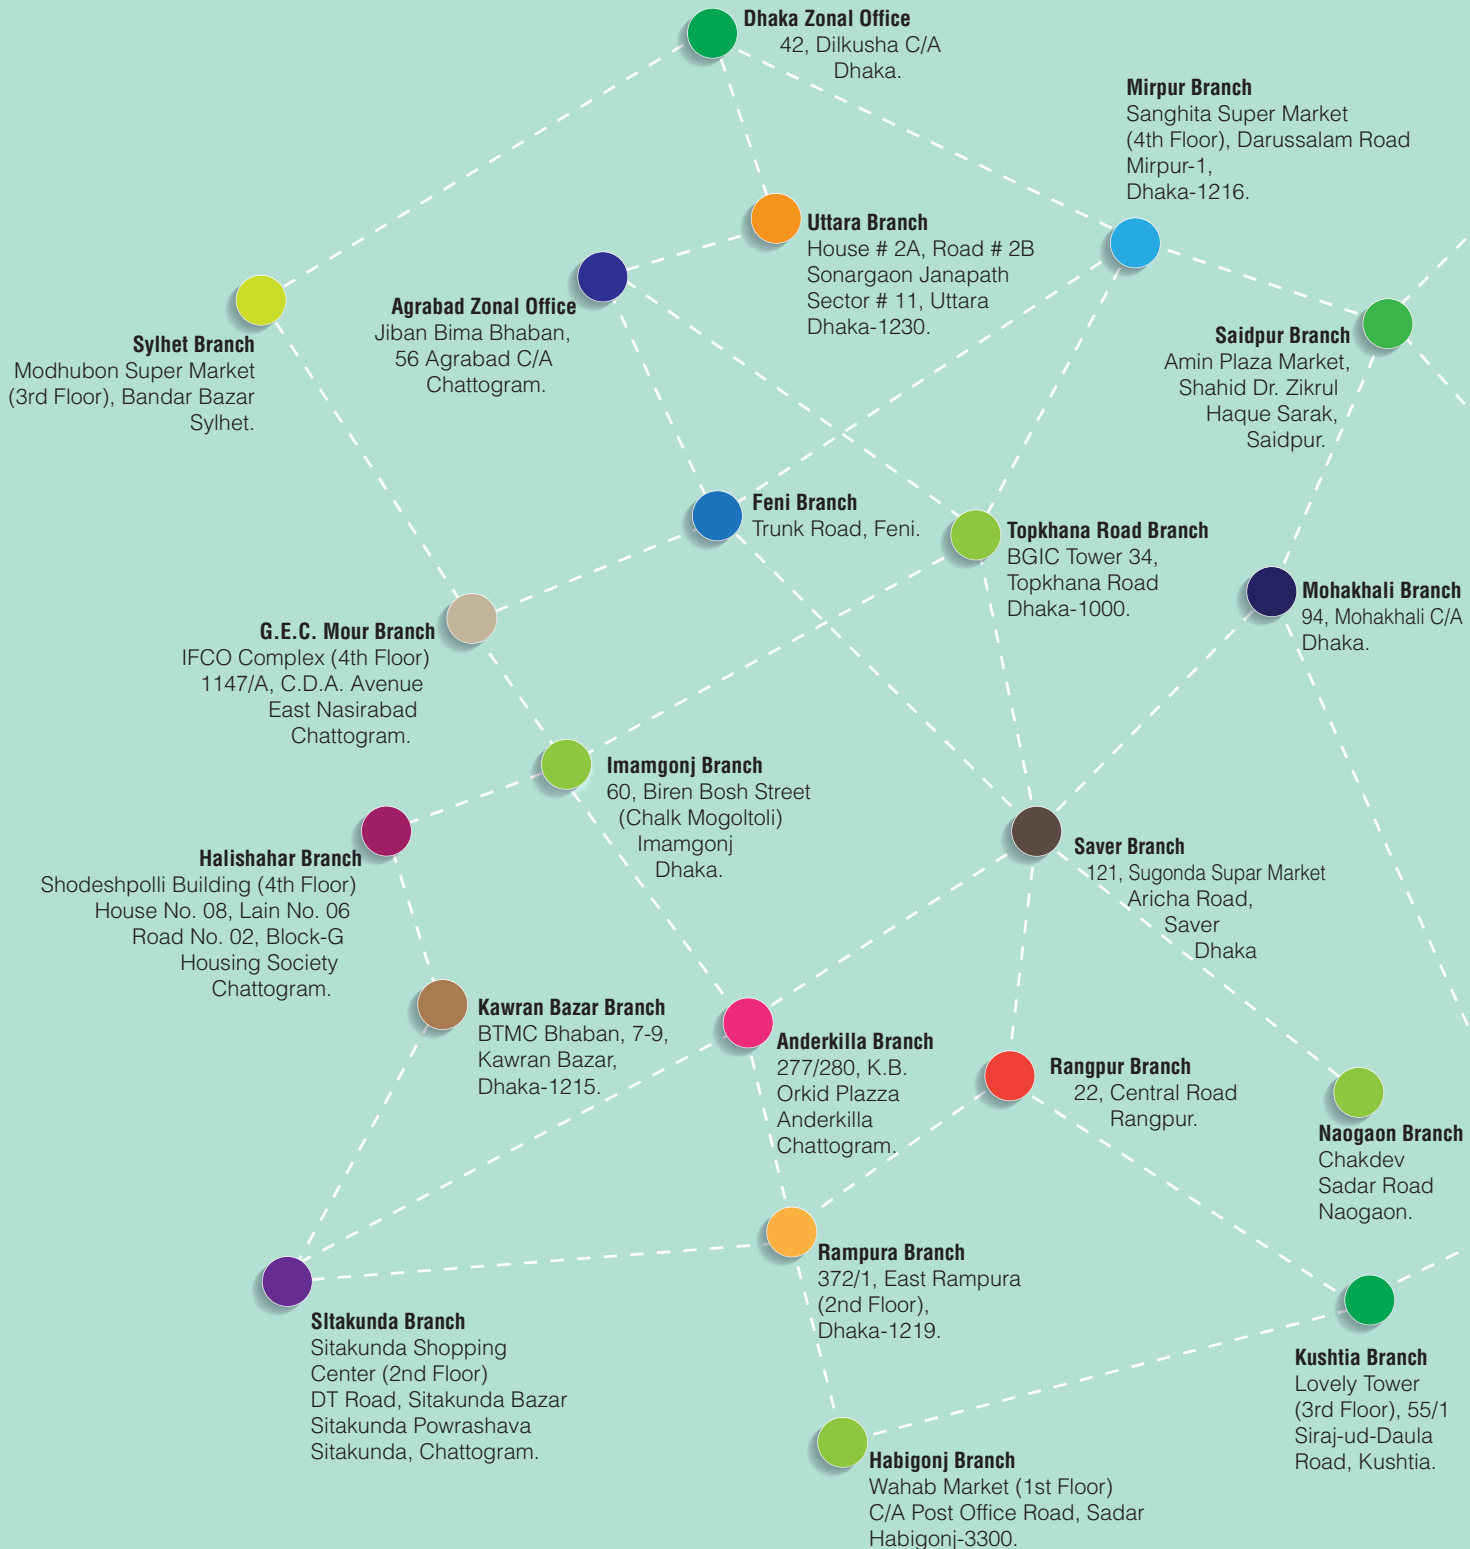 Dhaka Zonal Office
42, Dilkusha C/A
Dhaka.
Mirpur Branch
Sanghita Super Market
(4th Floor), Darussalam Road
Mirpur-1,
Dhaka-1216.
Uttara Branch
House # 2A, Road # 2B
Sonargaon Janapath
Sector # 11, Uttara
Dhaka-1230.
Agrabad Zonal Office
Jiban Bima Bhaban,
56 Agrabad C/A
Chattogram.
Sylhet Branch
Modhubon Super Market
(3rd Floor), Bandar Bazar
Sylhet.
Saidpur Branch
Amin Plaza Market,
Shahid Dr. Zikrul
Haque Sarak,
Saidpur.
Feni Branch
Trunk Road, Feni.
Topkhana Road Branch
BGIC Tower 34,
Topkhana Road
Dhaka-1000.
Mohakhali Branch
94, Mohakhali C/A
Dhaka.
G.E.C. Mour Branch
IFCO Complex (4th Floor)
1147/A, C.D.A. Avenue
East Nasirabad
Chattogram.
Imamgonj Branch
60, Biren Bosh Street
(Chalk Mogoltoli)
Imamgonj
Dhaka.
Halishahar Branch
Shodeshpolli Building (4th Floor)
House No. 08, Lain No. 06
Road No. 02, Block-G
Housing Society
Chattogram.
Saver Branch
121, Sugonda Supar Market
Aricha Road,
Saver
Dhaka
Kawran Bazar Branch
BTMC Bhaban, 7-9,
Kawran Bazar,
Dhaka-1215.
Anderkilla Branch
277/280, K.B.
Orkid Plazza
Anderkilla
Chattogram.
Rangpur Branch
22, Central Road
Rangpur.
Naogaon Branch
Chakdev
Sadar Road
Naogaon.
Rampura Branch
372/1, East Rampura
(2nd Floor),
Dhaka-1219.
SItakunda Branch
Sitakunda Shopping
Center (2nd Floor)
DT Road, Sitakunda Bazar
Sitakunda Powrashava
Sitakunda, Chattogram.
Kushtia Branch
Lovely Tower
(3rd Floor), 55/1
Siraj-ud-Daula
Road, Kushtia.
Habigonj Branch
Wahab Market (1st Floor)
C/A Post Office Road, Sadar
Habigonj-3300.